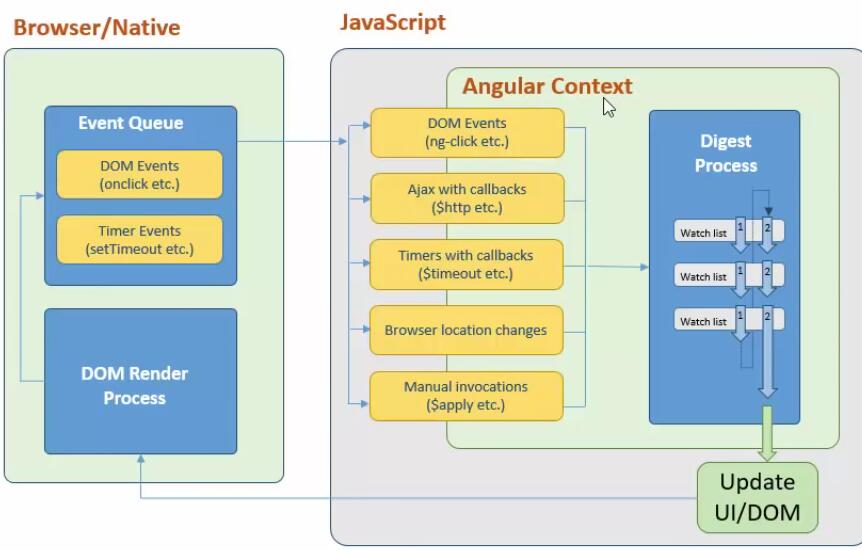 Browser/Native
JavaScript
Event Queue
DOM Events
(onclick etc.)
Timer Events
(setTimeout etc.)
DOM Render
Process
Angular Context
DOM Events
(ng-click etc.)
Ajax with callbacks
($http etc.)
Timers with callbacks
($timeout etc.)
Browser location changes
Manual invocations
($apply etc.)
Digest
Process
Watch list 1 2
Watch list 1 2
Watch list 1 2
Update
UI/DOM